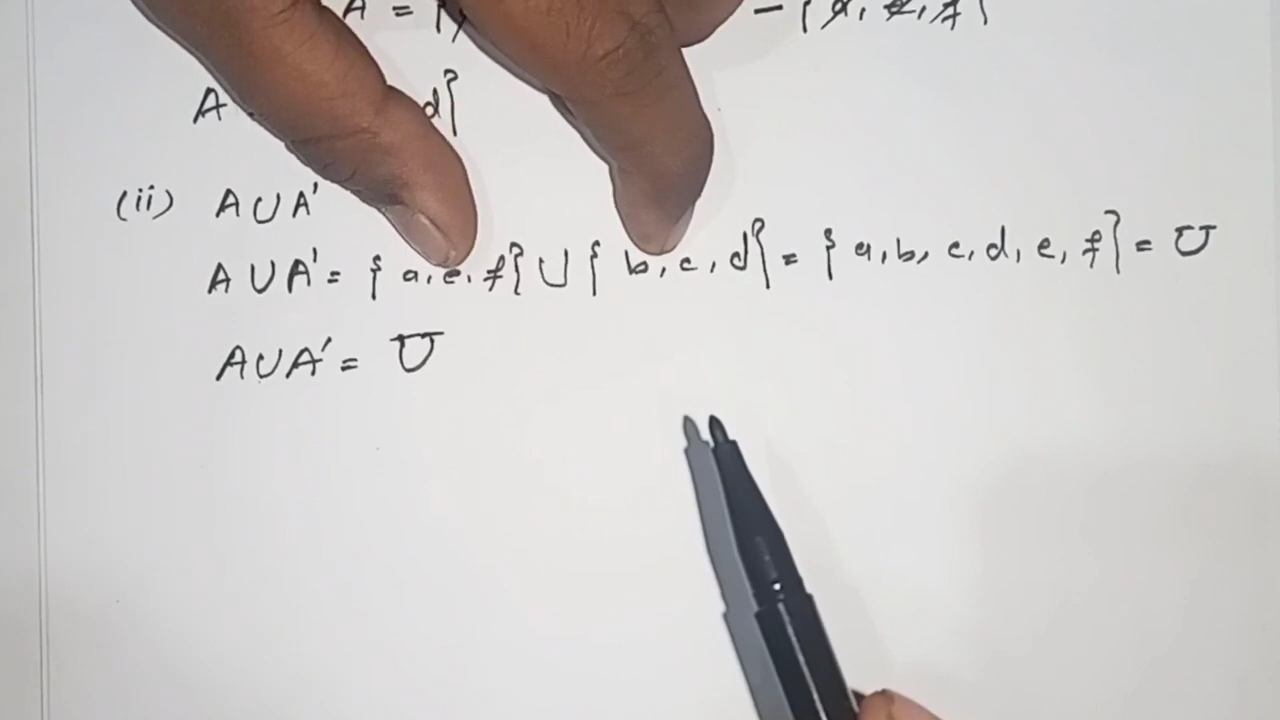 A = { - {a, e, f}
A d}
(ii) A∪A'
A∪A' = {a, e, f} ∪ {b, c, d} = {a, b, c, d, e, f} = U
A∪A' = U